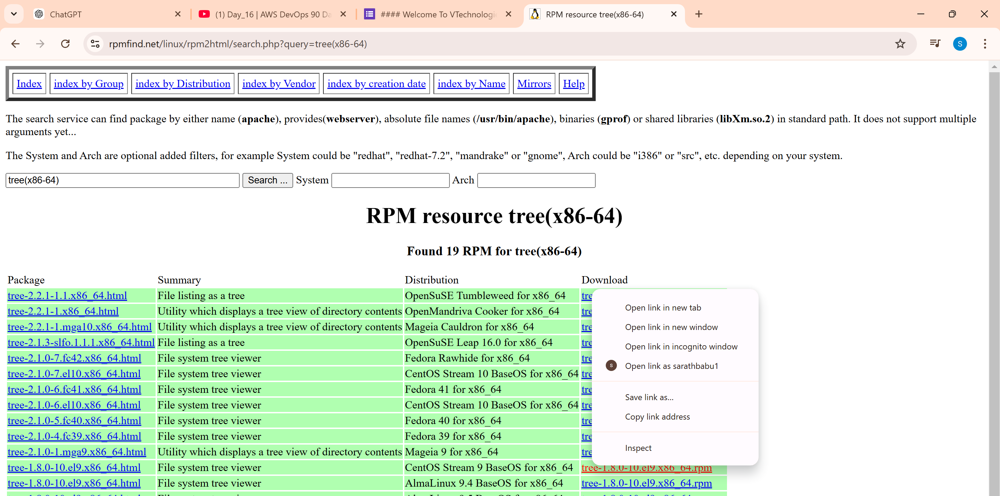 ChatGPT
(1) Day_16 | AWS DevOps 90 Da
#### Welcome To VTechnologi
RPM resource tree(x86-64)
rpmfind.net/linux/rpm2html/search.php?query=tree(x86-64)
S
Index index by Group index by Distribution index by Vendor index by creation date index by Name Mirrors Help
The search service can find package by either name (apache), provides(webserver), absolute file names (/usr/bin/apache), binaries (gprof) or shared libraries (libXm.so.2) in standard path. It does not support multiple
arguments yet...
The System and Arch are optional added filters, for example System could be "redhat", "redhat-7.2", "mandrake" or "gnome", Arch could be "i386" or "src", etc. depending on your system.
tree(x86-64) Search ... System Arch
RPM resource tree(x86-64)
Found 19 RPM for tree(x86-64)
Package Summary Distribution Download
tree-2.2.1-1.1.x86_64.html File listing as a tree OpenSuSE Tumbleweed for x86_64 tre
tree-2.2.1-1.x86_64.html Utility which displays a tree view of directory contents OpenMandriva Cooker for x86_64 tre
tree-2.2.1-1.mga10.x86_64.html Utility which displays a tree view of directory contents Mageia Cauldron for x86_64 tre
tree-2.1.3-slfo.1.1.1.x86_64.html File listing as a tree OpenSuSE Leap 16.0 for x86_64 tre
tree-2.1.0-7.fc42.x86_64.html File system tree viewer Fedora Rawhide for x86_64 tre
tree-2.1.0-7.el10.x86_64.html File system tree viewer CentOS Stream 10 BaseOS for x86_64 tre
tree-2.1.0-6.fc41.x86_64.html File system tree viewer Fedora 41 for x86_64 tre
tree-2.1.0-6.el10.x86_64.html File system tree viewer CentOS Stream 10 BaseOS for x86_64 tre
tree-2.1.0-5.fc40.x86_64.html File system tree viewer Fedora 40 for x86_64 tre
tree-2.1.0-4.fc39.x86_64.html File system tree viewer Fedora 39 for x86_64 tre
tree-2.1.0-1.mga9.x86_64.html Utility which displays a tree view of directory contents Mageia 9 for x86_64 tre
tree-1.8.0-10.el9.x86_64.html File system tree viewer CentOS Stream 9 BaseOS for x86_64 tree-1.8.0-10.el9.x86_64.rpm
tree-1.8.0-10.el9.x86_64.html File system tree viewer AlmaLinux 9.4 BaseOS for x86_64 tree-1.8.0-10.el9.x86_64.rpm
Open link in new tab
Open link in new window
Open link in incognito window
S Open link as sarathbabu1
Save link as...
Copy link address
Inspect